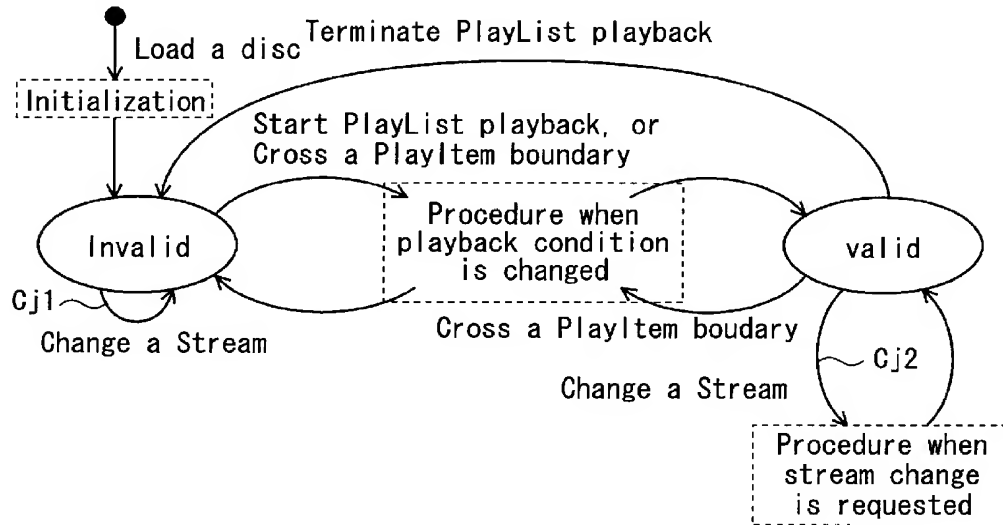 Terminate PlayList playback
Load a disc
Initialization
Start PlayList playback, or
Cross a PlayItem boundary
Procedure when
playback condition
is changed
Invalid
valid
Cj1
Change a Stream
Cross a PlayItem boudary
Cj2
Change a Stream
Procedure when
stream change
is requested